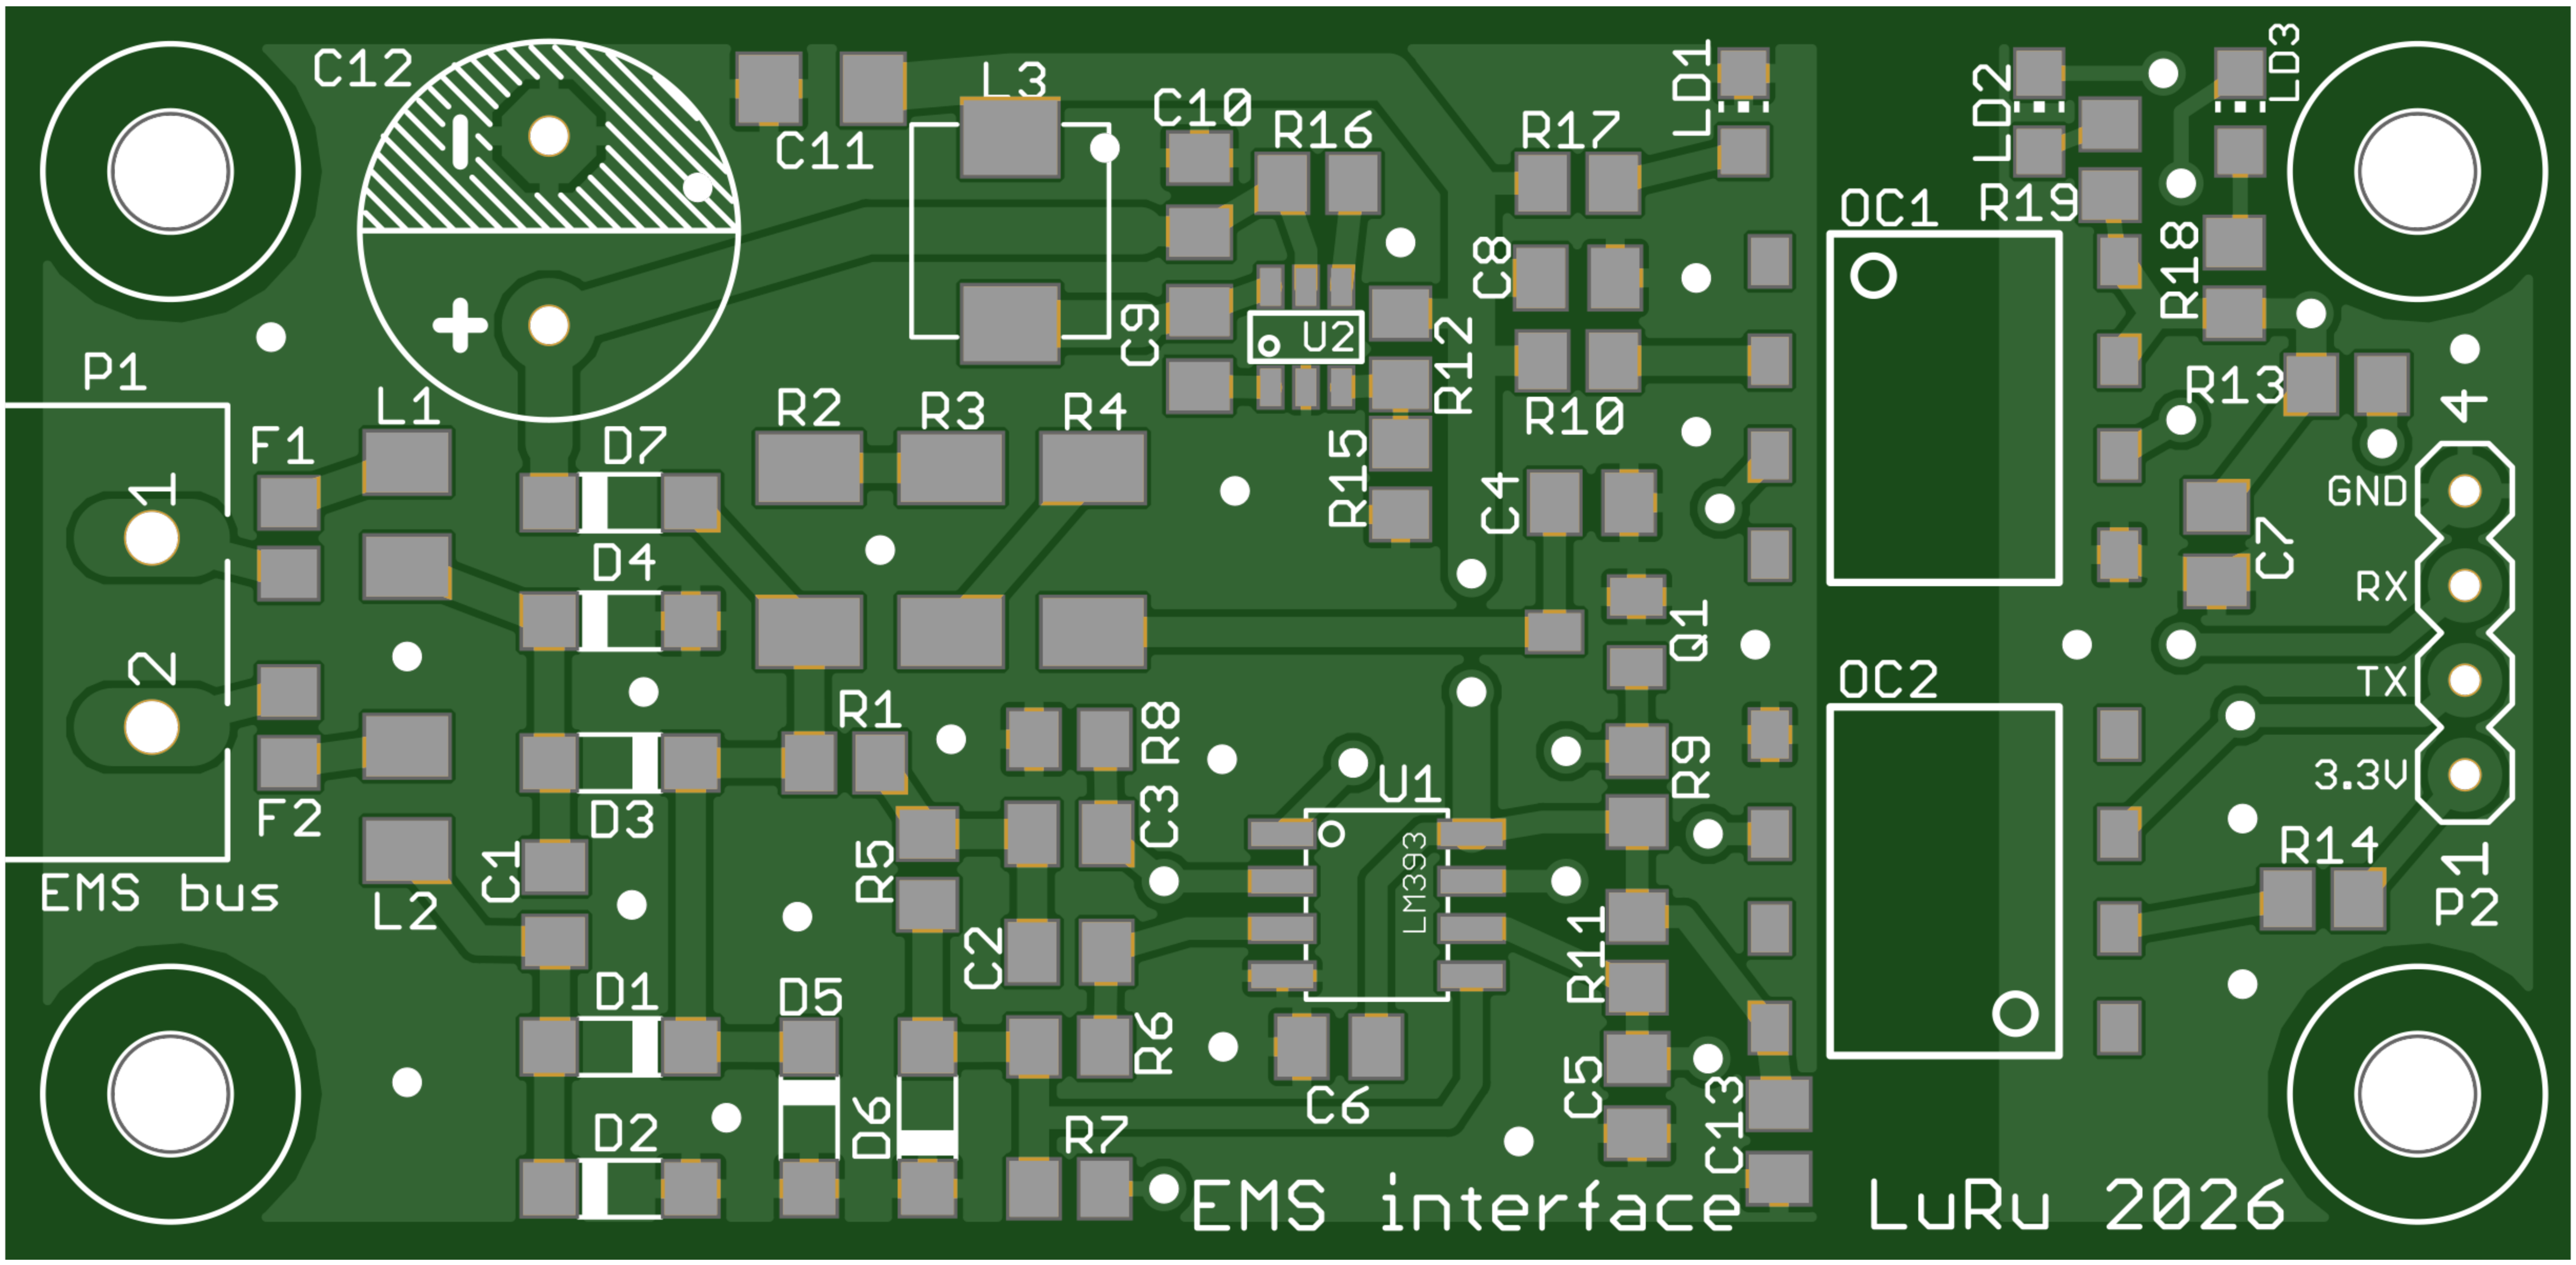 C12
C11
L3
C10
R16
R17
LD1
LD2
LD3
R19
OC1
R18
C8
C9
U2
R12
R10
R13
4
P1
L1
F1
D7
R2
R3
R4
R15
C4
GND
C7
1
D4
RX
Q1
2
TX
OC2
R1
R8
R9
3.3V
F2
D3
C3
U1
LM393
R14
1
P2
EMS bus
C1
L2
R5
C2
R11
D1
D5
R6
C5
C6
C13
D2
D6
R7
EMS interface
LuRu 2026